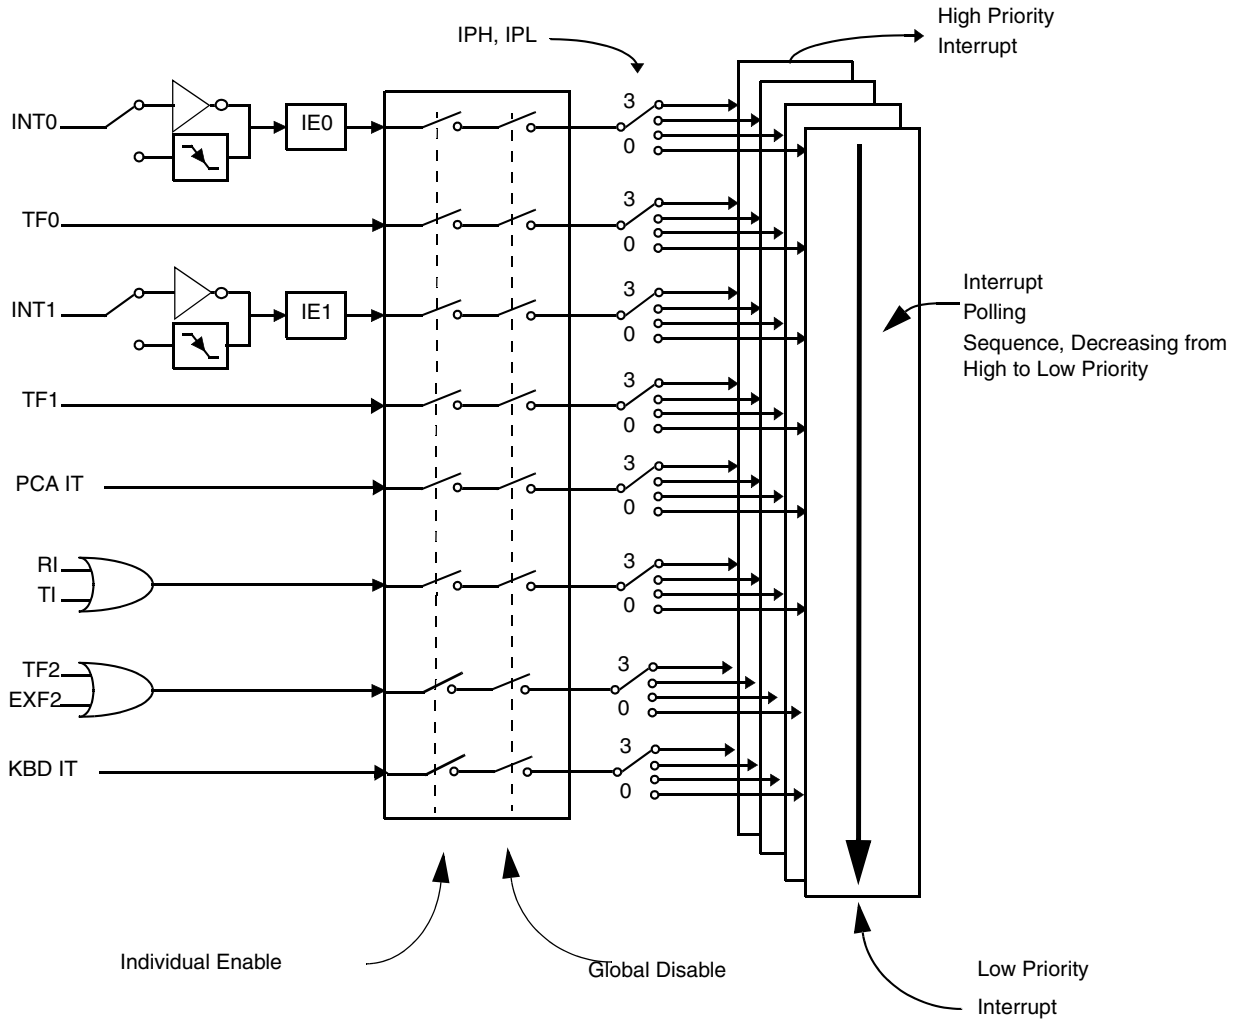 IPH, IPL
High Priority
Interrupt
INT0
IE0
3
0
TF0
3
0
INT1
IE1
3
0
Interrupt
Polling
Sequence, Decreasing from
High to Low Priority
TF1
3
0
PCA IT
3
0
RI
TI
3
0
TF2
EXF2
3
0
KBD IT
3
0
Individual Enable
Global Disable
Low Priority
Interrupt